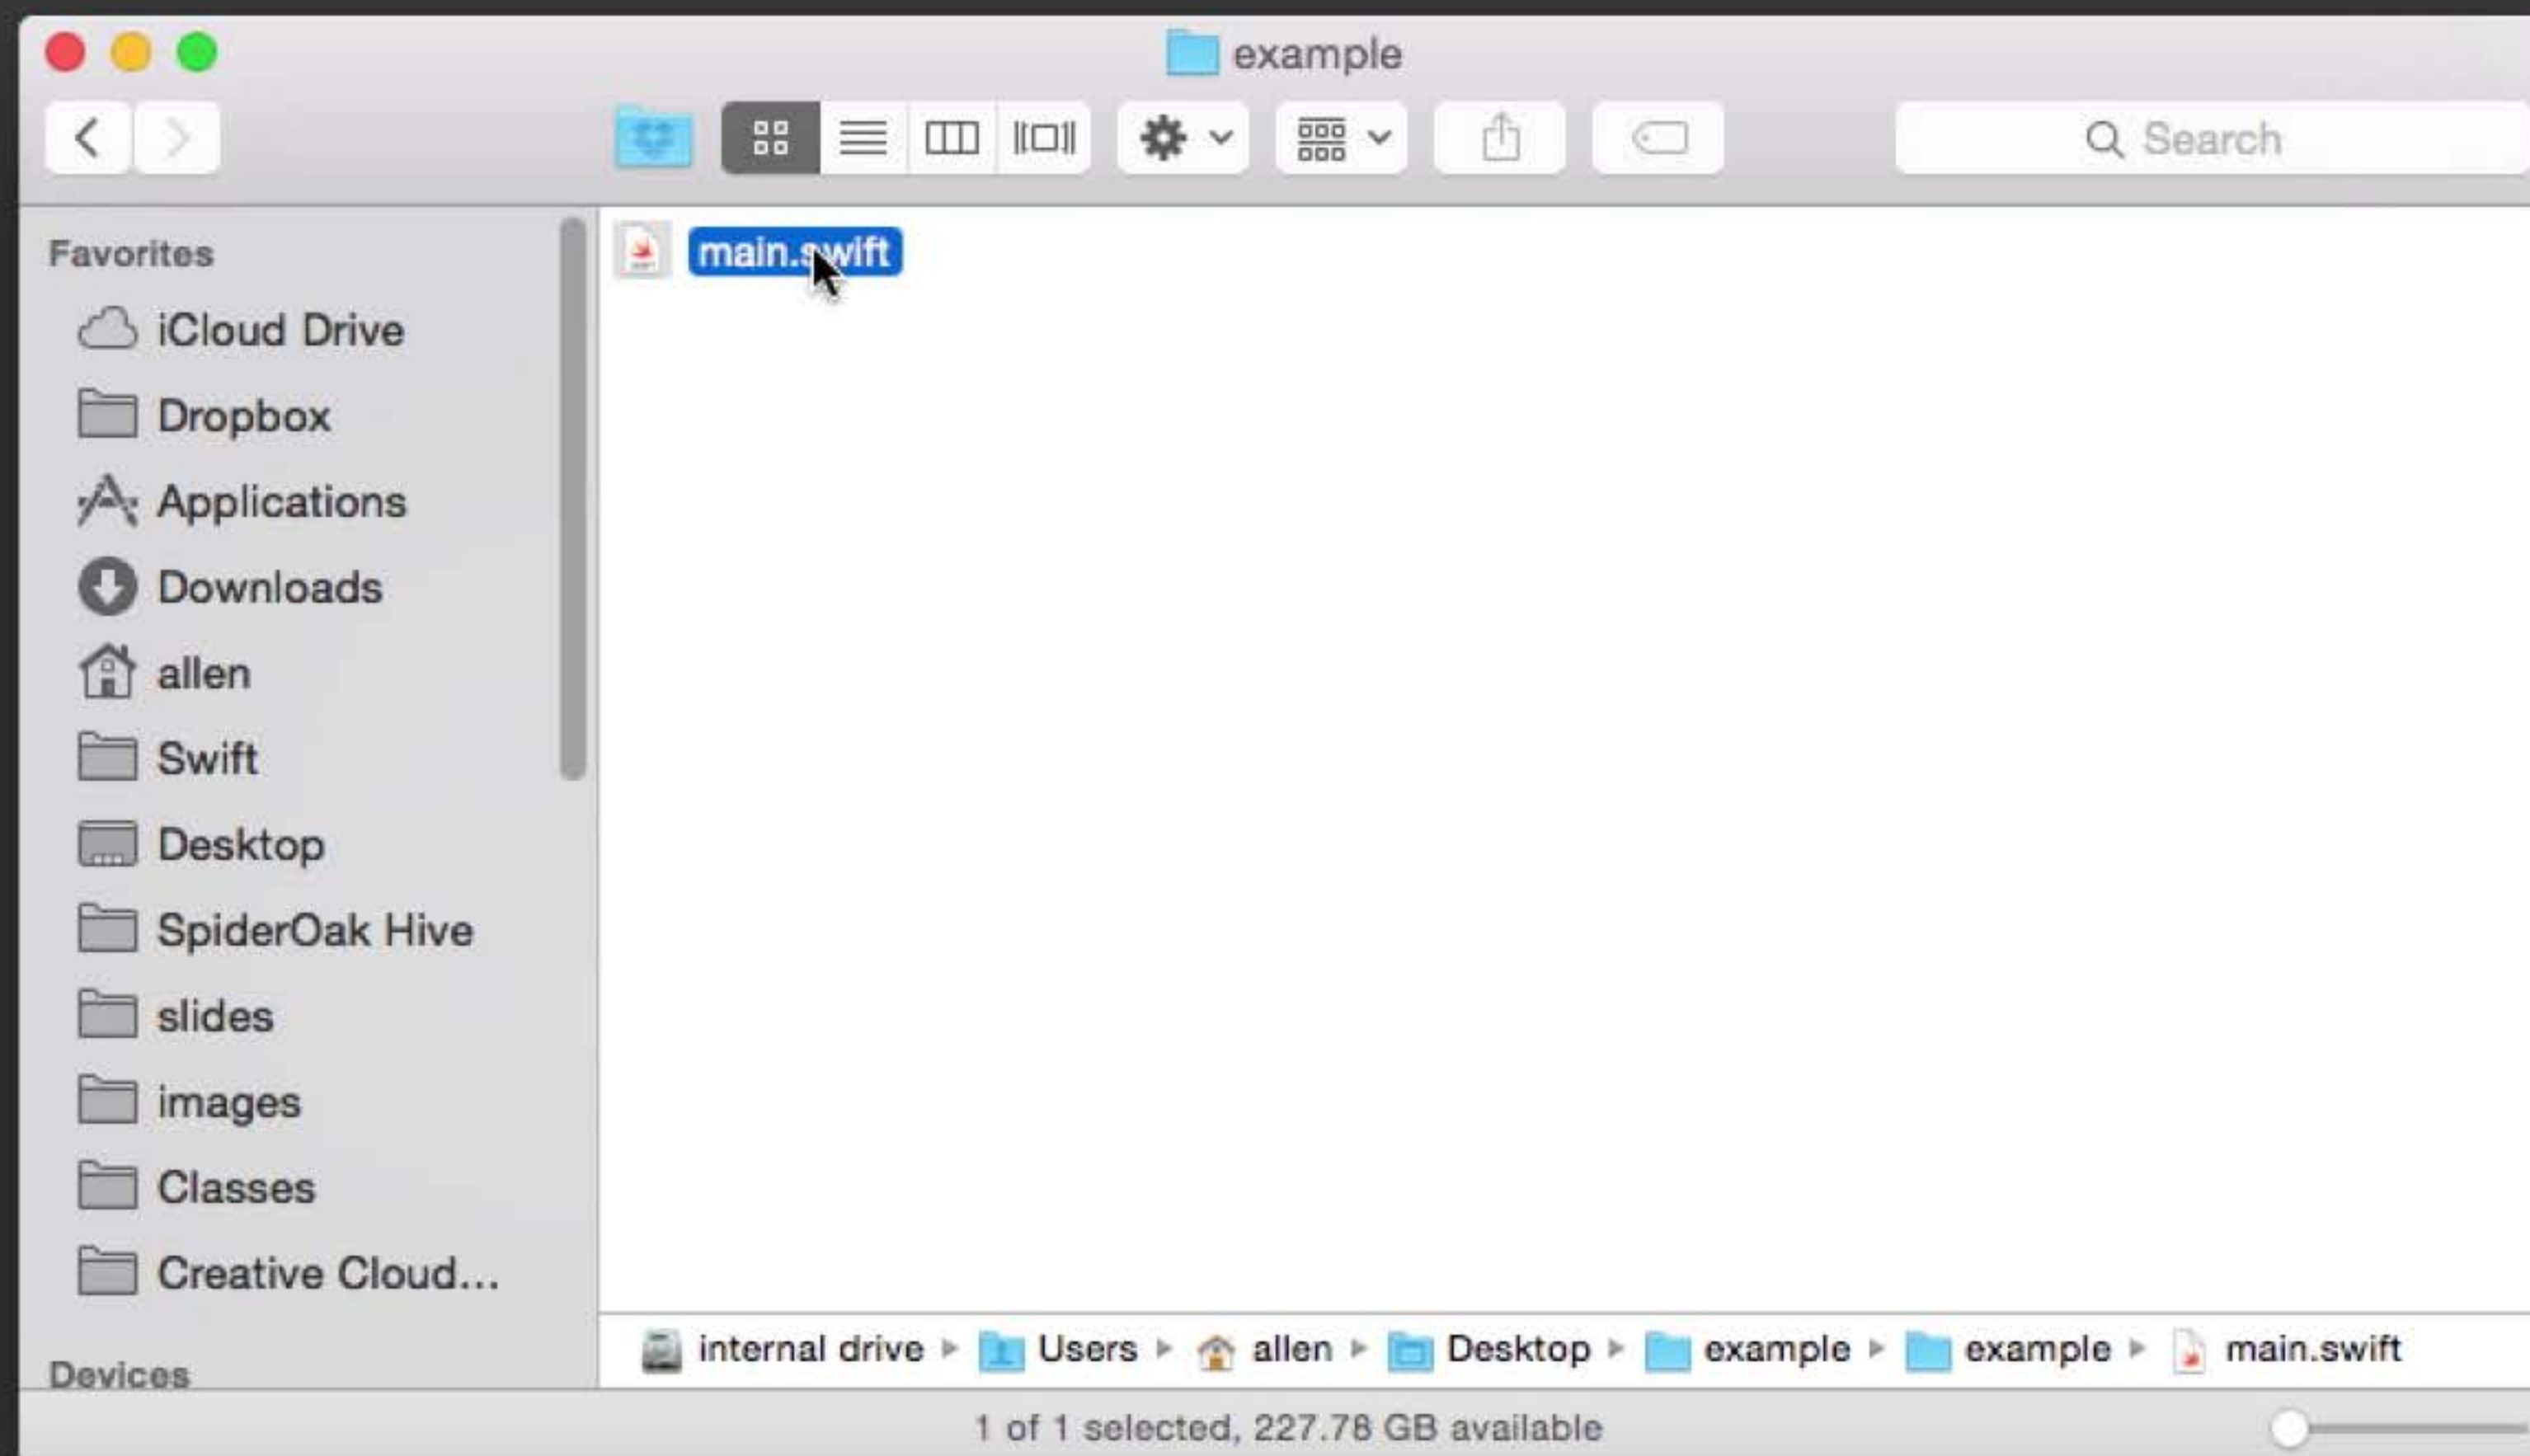 example
Search
Favorites
iCloud Drive
Dropbox
Applications
Downloads
allen
Swift
Desktop
SpiderOak Hive
slides
images
Classes
Creative Cloud...
Devices
main.swift
internal drive Users allen Desktop example example main.swift
1 of 1 selected, 227.78 GB available